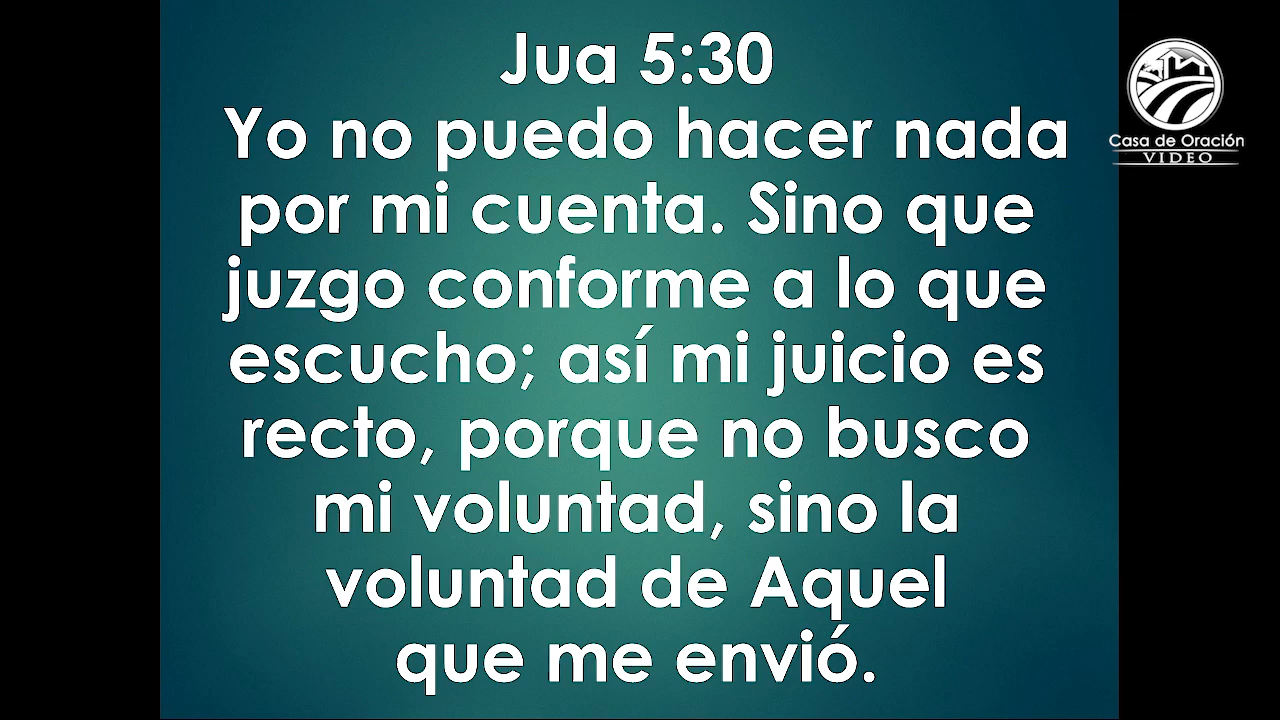 Jua 5:30
Yo no puedo hacer nada
por mi cuenta. Sino que
juzgo conforme a lo que
escucho; así mi juicio es
recto, porque no busco
mi voluntad, sino la
voluntad de Aquel
que me envió.
Casa de Oración
VIDEO